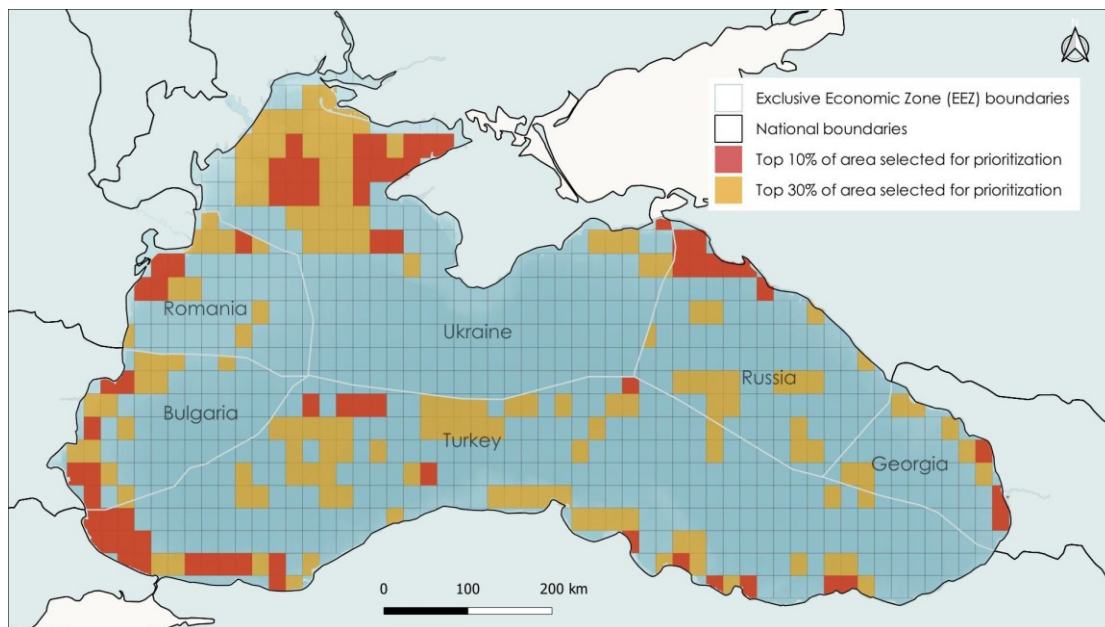 Exclusive Economic Zone (EEZ) boundaries
National boundaries
Top 10% of area selected for prioritization
Top 30% of area selected for prioritization
Romania
Ukraine
Russia
Bulgaria
Turkey
Georgia
0 100 200 km